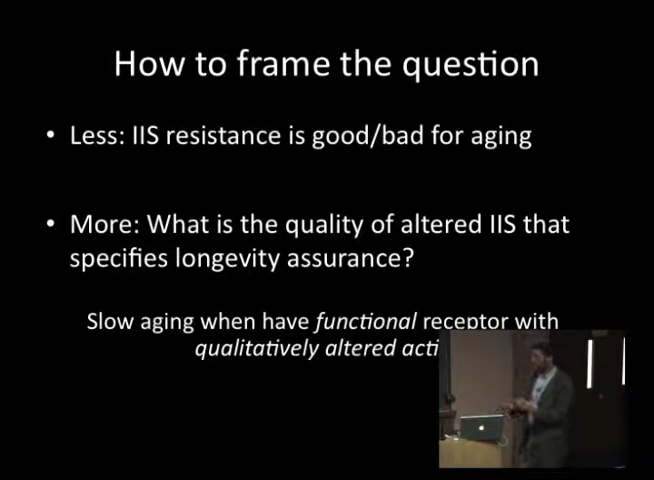 How to frame the question
• Less: IIS resistance is good/bad for aging
• More: What is the quality of altered IIS that
specifies longevity assurance?
Slow aging when have functional receptor with
qualitatively altered